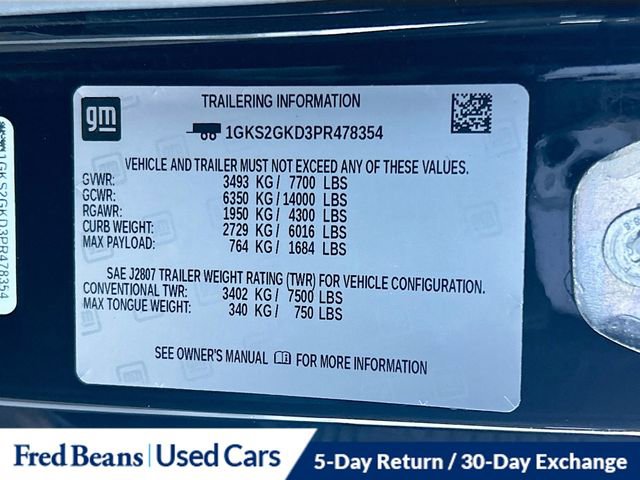 gm
TRAILERING INFORMATION
1GKS2GKD3PR478354
VEHICLE AND TRAILER MUST NOT EXCEED ANY OF THESE VALUES.
GVWR: 3493 KG / 7700 LBS
GCWR: 6350 KG / 14000 LBS
RGAWR: 1950 KG / 4300 LBS
CURB WEIGHT: 2729 KG / 6016 LBS
MAX PAYLOAD: 764 KG / 1684 LBS
SAE J2807 TRAILER WEIGHT RATING (TWR) FOR VEHICLE CONFIGURATION.
CONVENTIONAL TWR: 3402 KG / 7500 LBS
MAX TONGUE WEIGHT: 340 KG / 750 LBS
SEE OWNER'S MANUAL FOR MORE INFORMATION
1GKS2GKD3PR478354
Fred Beans Used Cars
5-Day Return / 30-Day Exchange